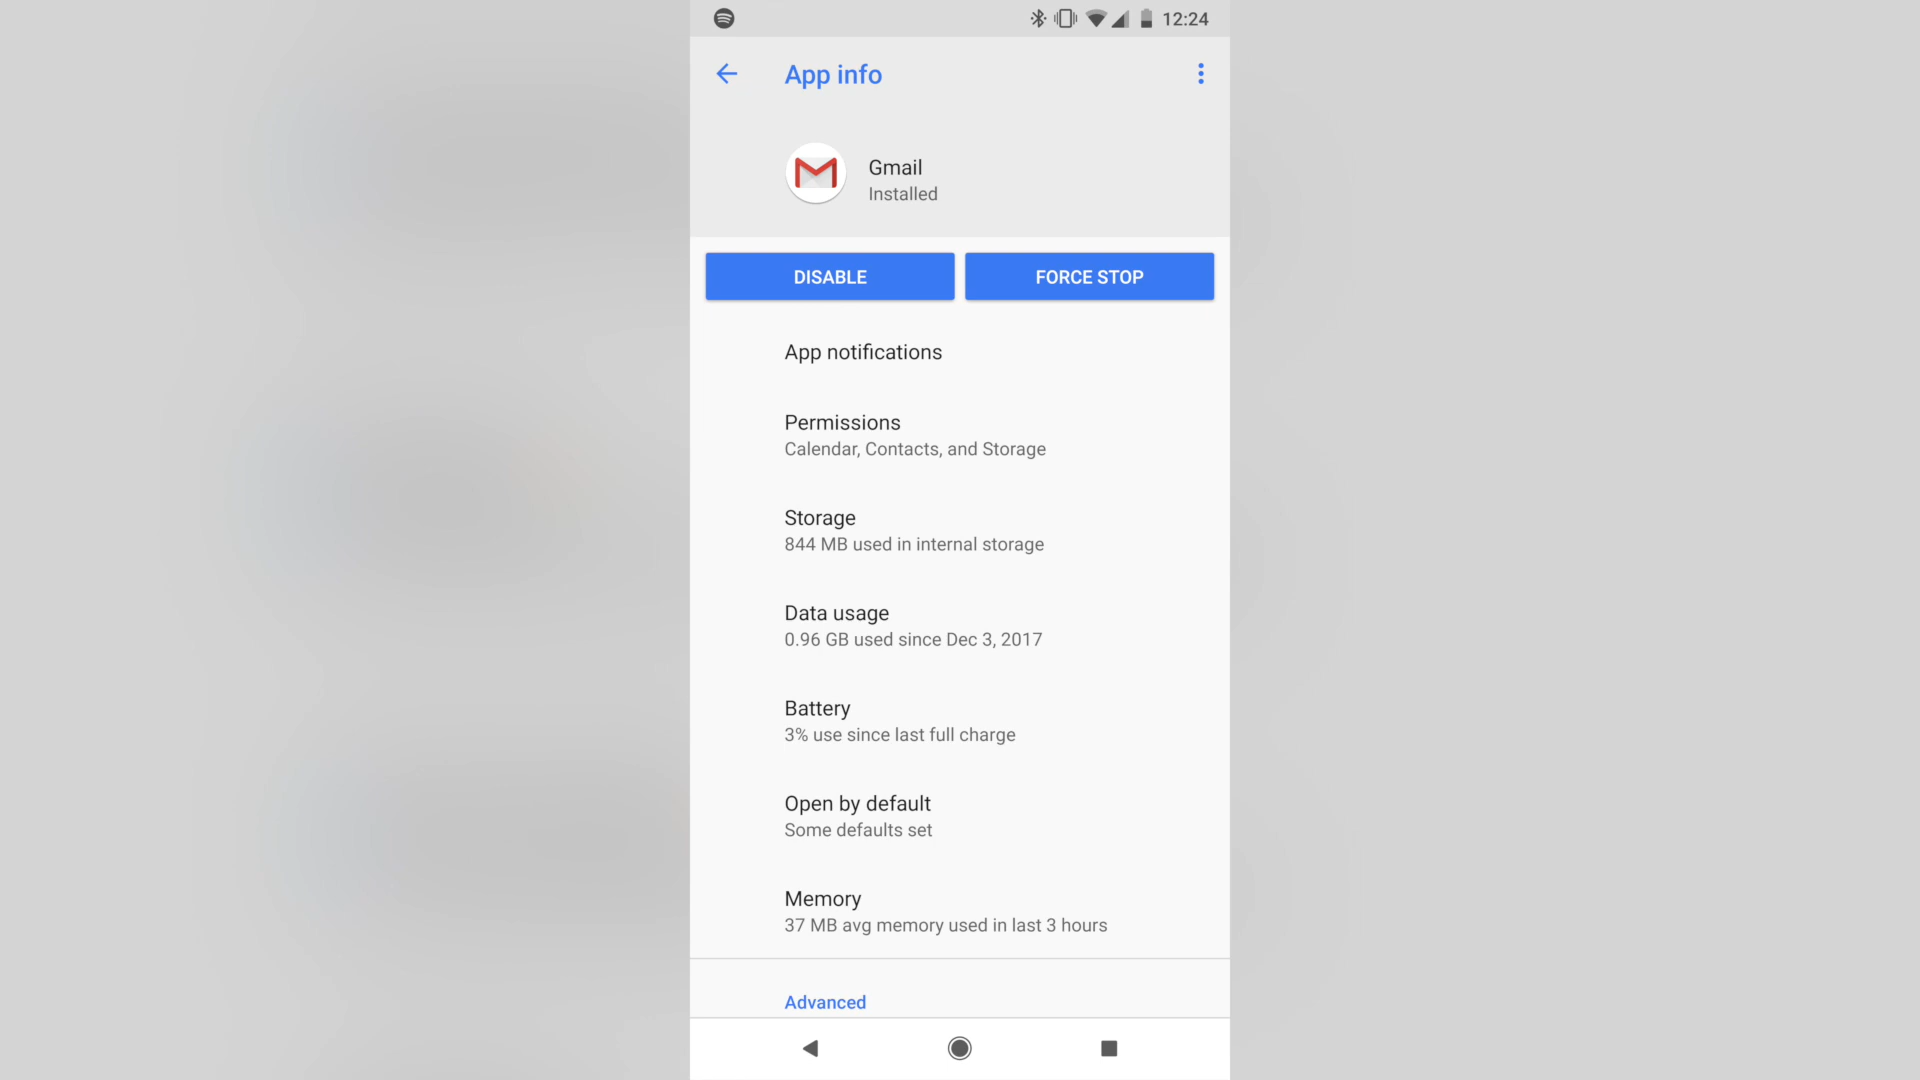 12:24
App info
Gmail
Installed
DISABLE
FORCE STOP
App notifications
Permissions
Calendar, Contacts, and Storage
Storage
844 MB used in internal storage
Data usage
0.96 GB used since Dec 3, 2017
Battery
3% use since last full charge
Open by default
Some defaults set
Memory
37 MB avg memory used in last 3 hours
Advanced